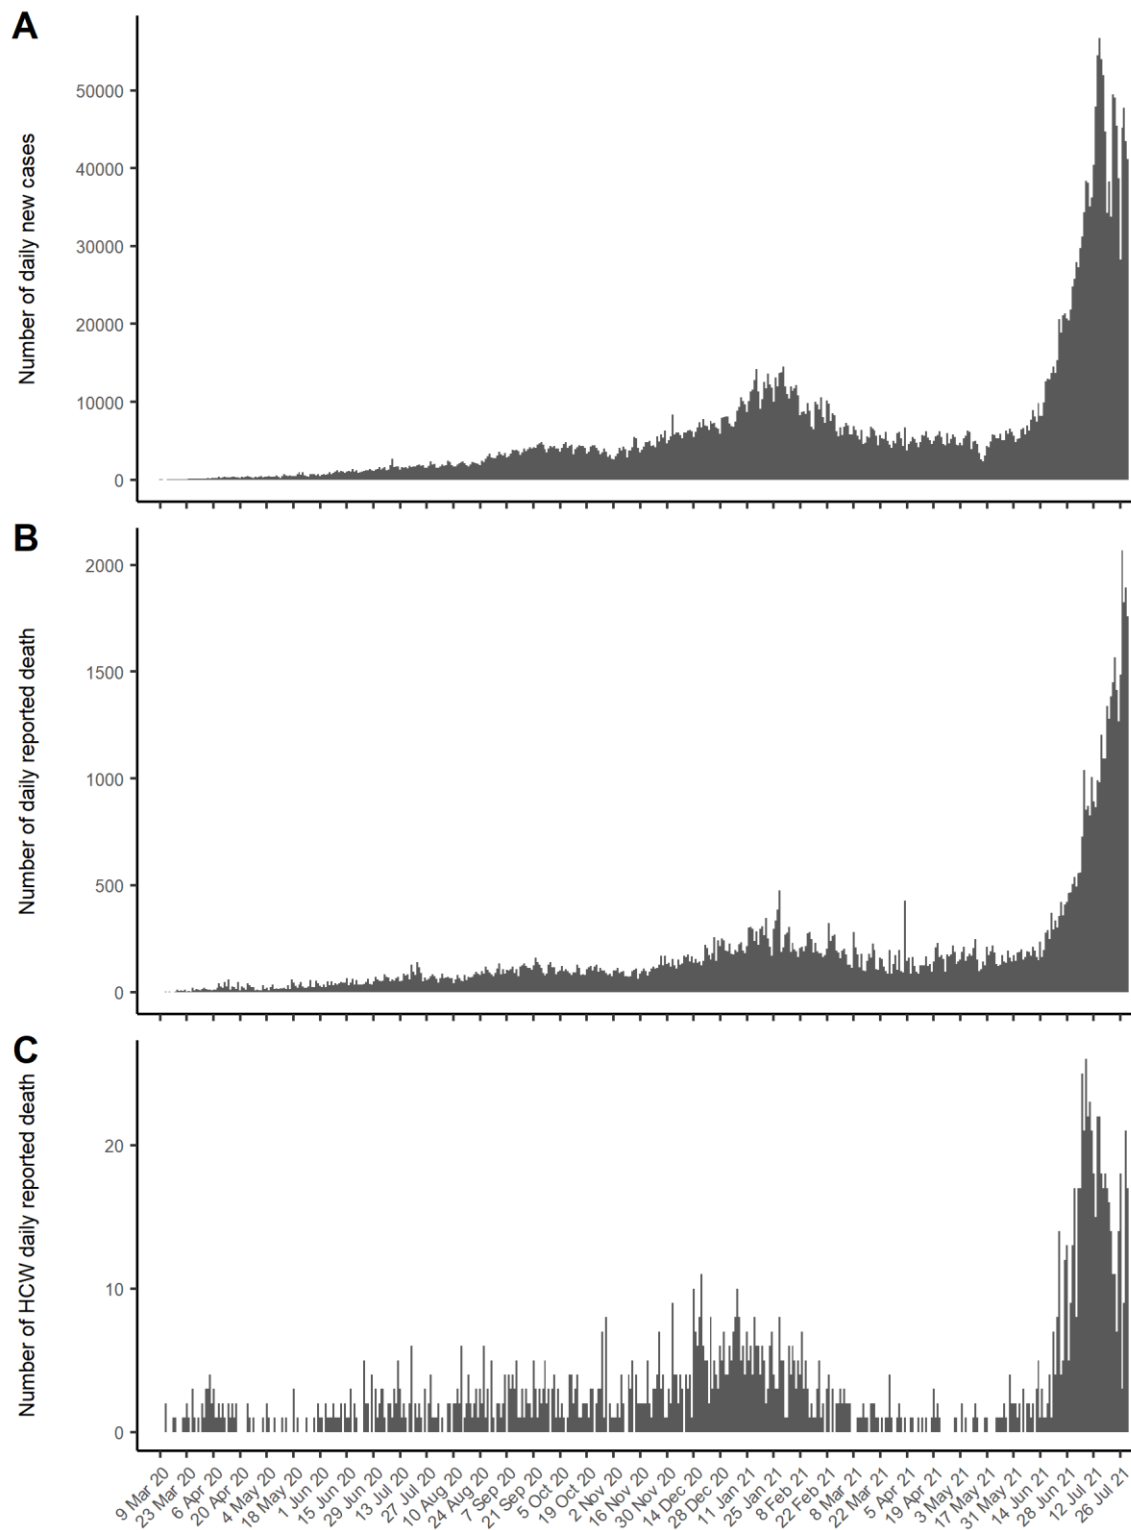 A
Number of daily new cases
50000
40000
30000
20000
10000
0
B
Number of daily reported death
2000
1500
1000
500
0
C
Number of HCW daily reported death
20
10
0
9 Mar 20
23 Mar 20
6 Apr 20
20 Apr 20
4 May 20
18 May 20
1 Jun 20
15 Jun 20
29 Jun 20
13 Jul 20
27 Jul 20
10 Aug 20
24 Aug 20
7 Sep 20
21 Sep 20
5 Oct 20
19 Oct 20
2 Nov 20
16 Nov 20
30 Nov 20
14 Dec 20
28 Dec 20
11 Jan 21
25 Jan 21
8 Feb 21
22 Feb 21
8 Mar 21
22 Mar 21
5 Apr 21
19 Apr 21
3 May 21
17 May 21
31 May 21
14 Jun 21
28 Jun 21
12 Jul 21
26 Jul 21